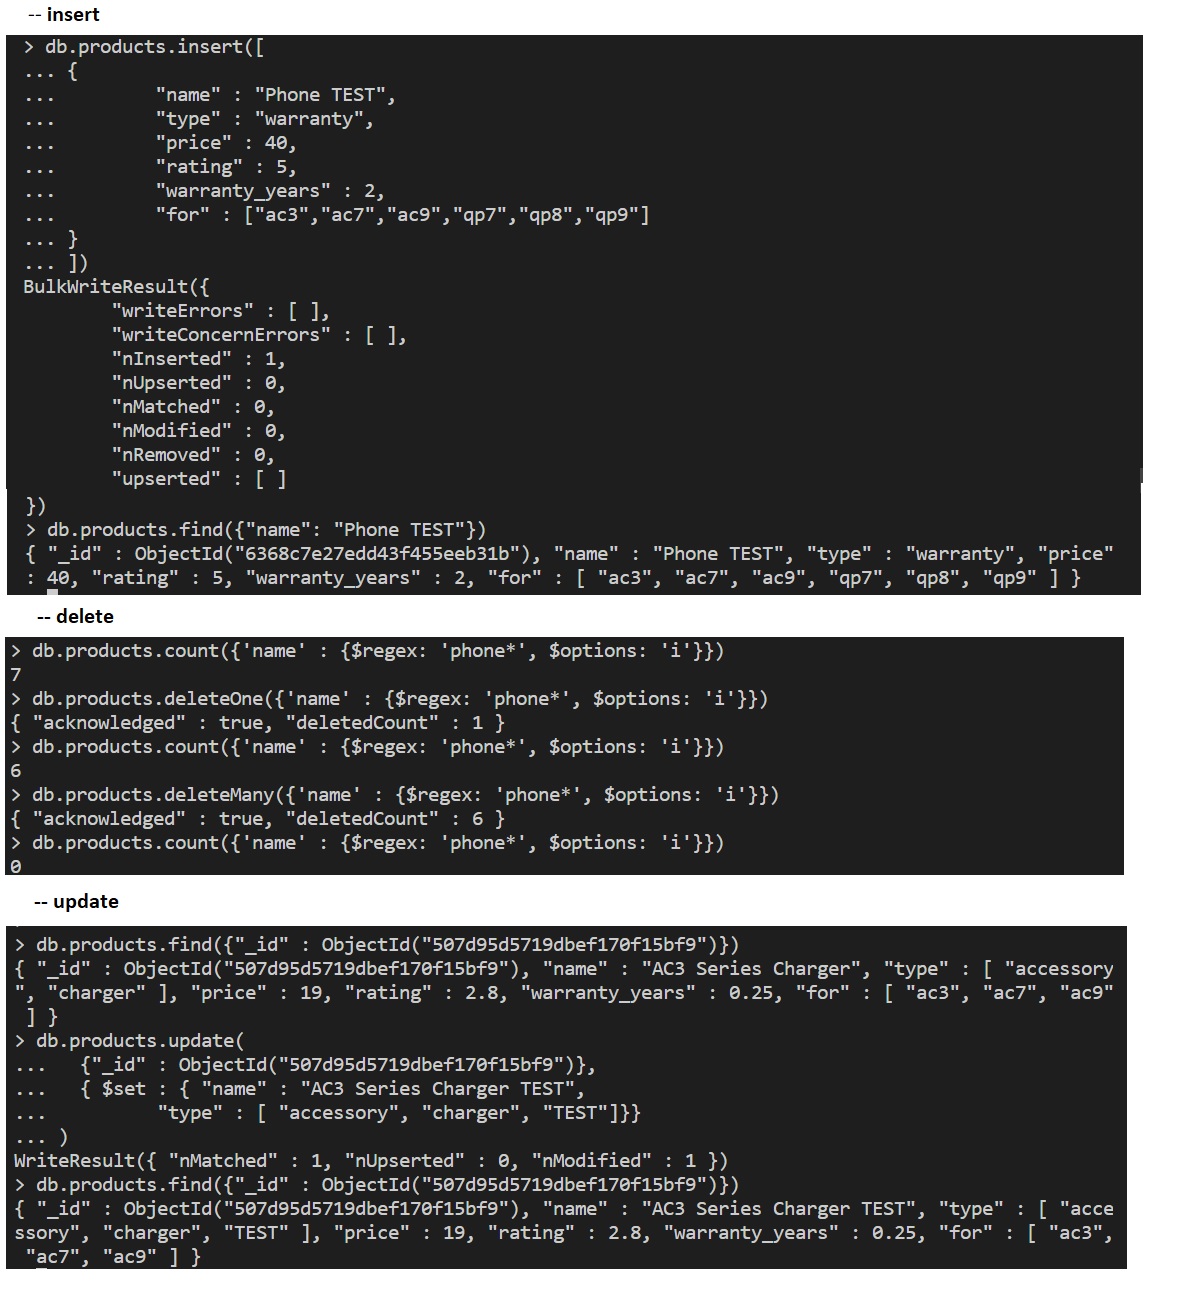 -- insert
> db.products.insert([
... {
...         "name" : "Phone TEST",
...         "type" : "warranty",
...         "price" : 40,
...         "rating" : 5,
...         "warranty_years" : 2,
...         "for" : ["ac3","ac7","ac9","qp7","qp8","qp9"]
... }
... ])
BulkWriteResult({
        "writeErrors" : [ ],
        "writeConcernErrors" : [ ],
        "nInserted" : 1,
        "nUpserted" : 0,
        "nMatched" : 0,
        "nModified" : 0,
        "nRemoved" : 0,
        "upserted" : [ ]
})
> db.products.find({"name": "Phone TEST"})
{ "_id" : ObjectId("6368c7e27edd43f455eeb31b"), "name" : "Phone TEST", "type" : "warranty", "price"
: 40, "rating" : 5, "warranty_years" : 2, "for" : [ "ac3", "ac7", "ac9", "qp7", "qp8", "qp9" ] }
-- delete
> db.products.count({'name' : {$regex: 'phone*', $options: 'i'}})
7
> db.products.deleteOne({'name' : {$regex: 'phone*', $options: 'i'}})
{ "acknowledged" : true, "deletedCount" : 1 }
> db.products.count({'name' : {$regex: 'phone*', $options: 'i'}})
6
> db.products.deleteMany({'name' : {$regex: 'phone*', $options: 'i'}})
{ "acknowledged" : true, "deletedCount" : 6 }
> db.products.count({'name' : {$regex: 'phone*', $options: 'i'}})
0
-- update
> db.products.find({"_id" : ObjectId("507d95d5719dbef170f15bf9")})
{ "_id" : ObjectId("507d95d5719dbef170f15bf9"), "name" : "AC3 Series Charger", "type" : [ "accessory
", "charger" ], "price" : 19, "rating" : 2.8, "warranty_years" : 0.25, "for" : [ "ac3", "ac7", "ac9"
 ] }
> db.products.update(
...   {"_id" : ObjectId("507d95d5719dbef170f15bf9")},
...   { $set : { "name" : "AC3 Series Charger TEST",
...          "type" : [ "accessory", "charger", "TEST"]}}
... )
WriteResult({ "nMatched" : 1, "nUpserted" : 0, "nModified" : 1 })
> db.products.find({"_id" : ObjectId("507d95d5719dbef170f15bf9")})
{ "_id" : ObjectId("507d95d5719dbef170f15bf9"), "name" : "AC3 Series Charger TEST", "type" : [ "acce
ssory", "charger", "TEST" ], "price" : 19, "rating" : 2.8, "warranty_years" : 0.25, "for" : [ "ac3",
 "ac7", "ac9" ] }